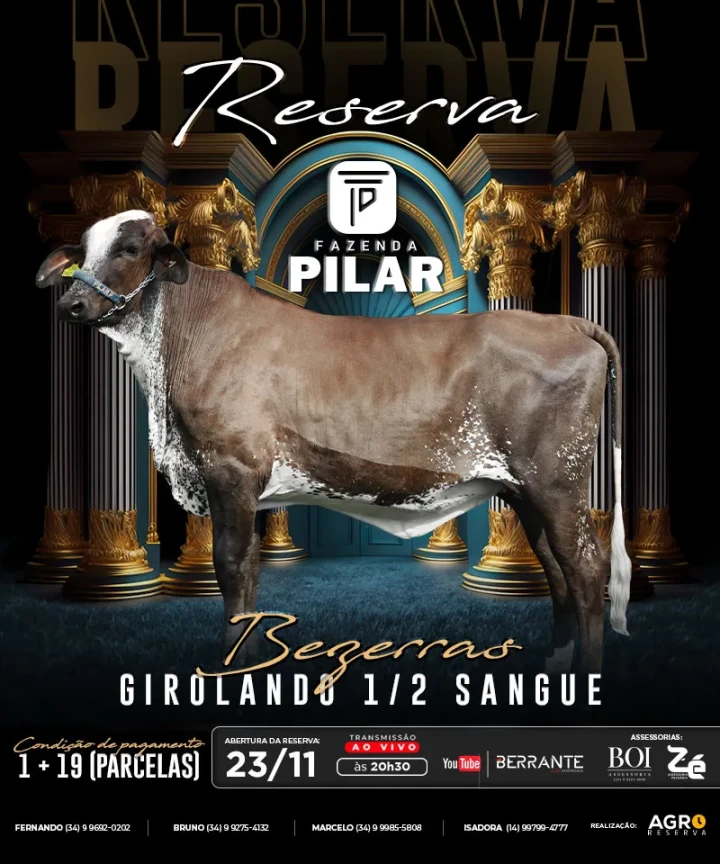 RESERVA
RESERVA
Reserva
FAZENDA
PILAR
Bezerras
GIROLANDO 1/2 SANGUE
Condição de pagamento
1 + 19 (PARCELAS)
ABERTURA DA RESERVA:
23/11
TRANSMISSÃO
AO VIVO
às 20h30
YouTube
BERRANTE
ASSESSORIAS:
BOI
ASSESSORIA
Zé
FERNANDO (34) 9 9692-0202
BRUNO (34) 9 9275-4132
MARCELO (34) 9 9985-5808
ISADORA (14) 99799-4777
REALIZAÇÃO:
AGRO
RESERVA